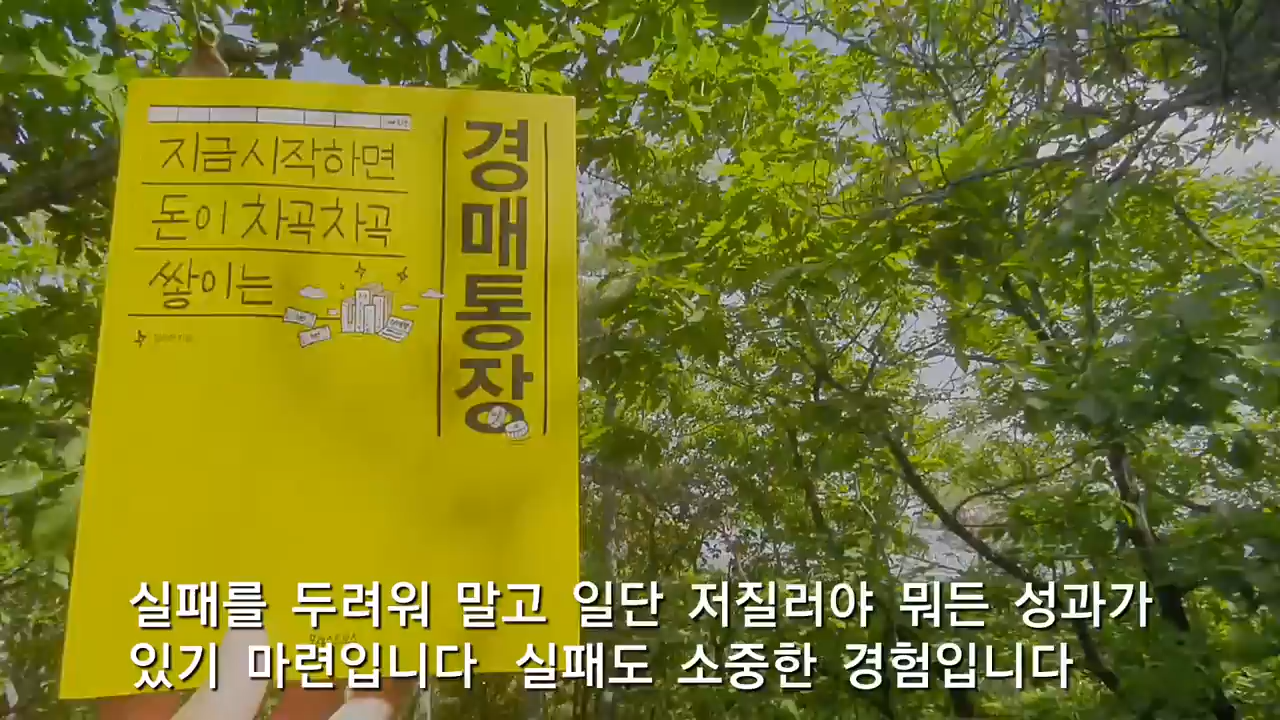 지금시작하면
돈이 차곡차곡
쌓이는
경매통장
실패를 두려워 말고 일단 저질러야 뭐든 성과가
있기 마련입니다 실패도 소중한 경험입니다